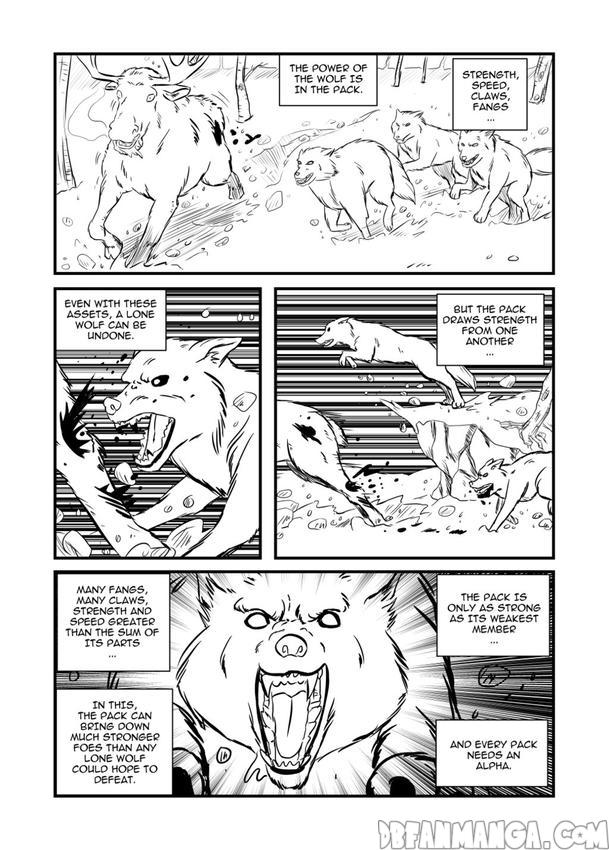 THE POWER OF
THE WOLF IS
IN THE PACK.
STRENGTH,
SPEED,
CLAWS,
FANGS
...
EVEN WITH THESE
ASSETS, A LONE
WOLF CAN BE
UNDONE.
BUT THE PACK
DRAWS STRENGTH
FROM ONE
ANOTHER
...
MANY FANGS,
MANY CLAWS,
STRENGTH AND
SPEED GREATER
THAN THE SUM OF
ITS PARTS
...
IN THIS,
THE PACK CAN
BRING DOWN
MUCH STRONGER
FOES THAN ANY
LONE WOLF
COULD HOPE TO
DEFEAT.
THE PACK IS
ONLY AS STRONG
AS ITS WEAKEST
MEMBER
...
AND EVERY PACK
NEEDS AN
ALPHA.
DBFANMANGA.COM